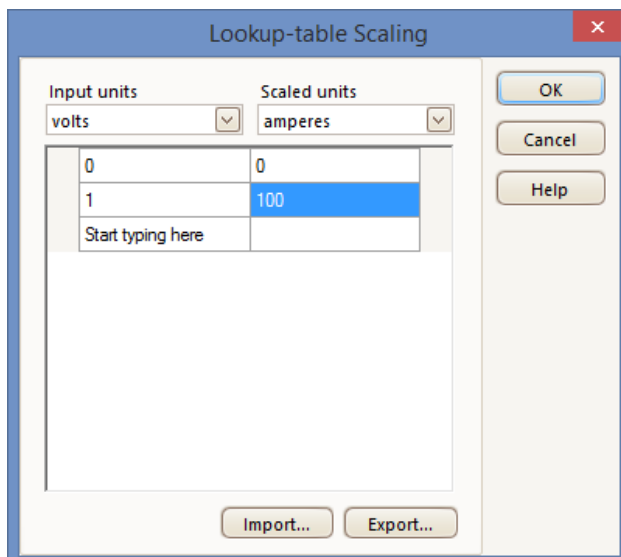 Lookup-table Scaling
Input units
Scaled units
volts
amperes
0
0
1
100
Start typing here
Import...
Export...
OK
Cancel
Help